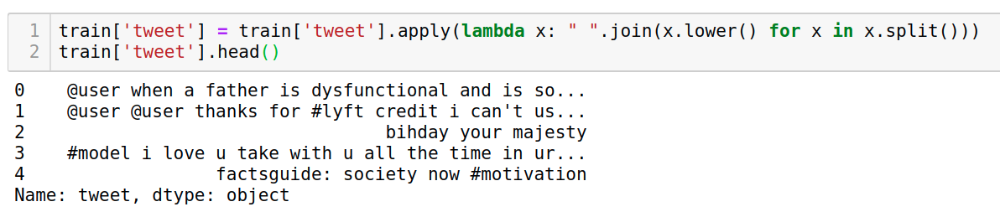 1 train['tweet'] = train['tweet'].apply(lambda x: " ".join(x.lower() for x in x.split()))
2 train['tweet'].head()
0    @user when a father is dysfunctional and is so...
1    @user @user thanks for #lyft credit i can't us...
2                                  bihday your majesty
3    #model i love u take with u all the time in ur...
4                  factsguide: society now #motivation
Name: tweet, dtype: object